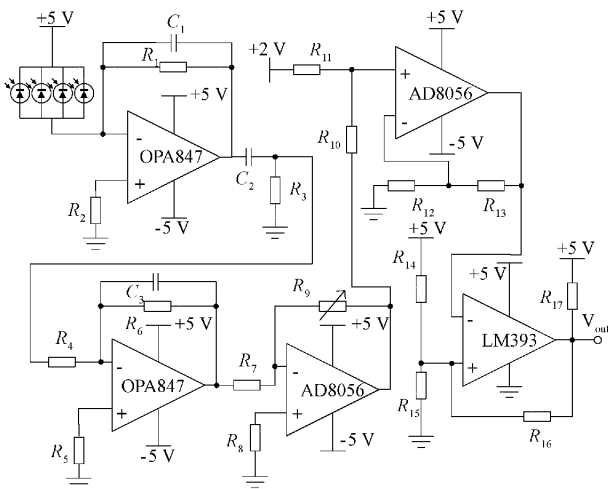 +5 V
C1
R1
+5 V
-
OPA847
+
R2
-5 V
C2
R3
+2 V
R11
+5 V
+
AD8056
-
-5 V
R10
R12
R13
+5 V
R14
+5 V
+5 V
R17
-
LM393
+
Vout
R15
R16
C3
R4
R6
+5 V
-
OPA847
+
R5
-5 V
R7
R9
+5 V
-
AD8056
+
R8
-5 V